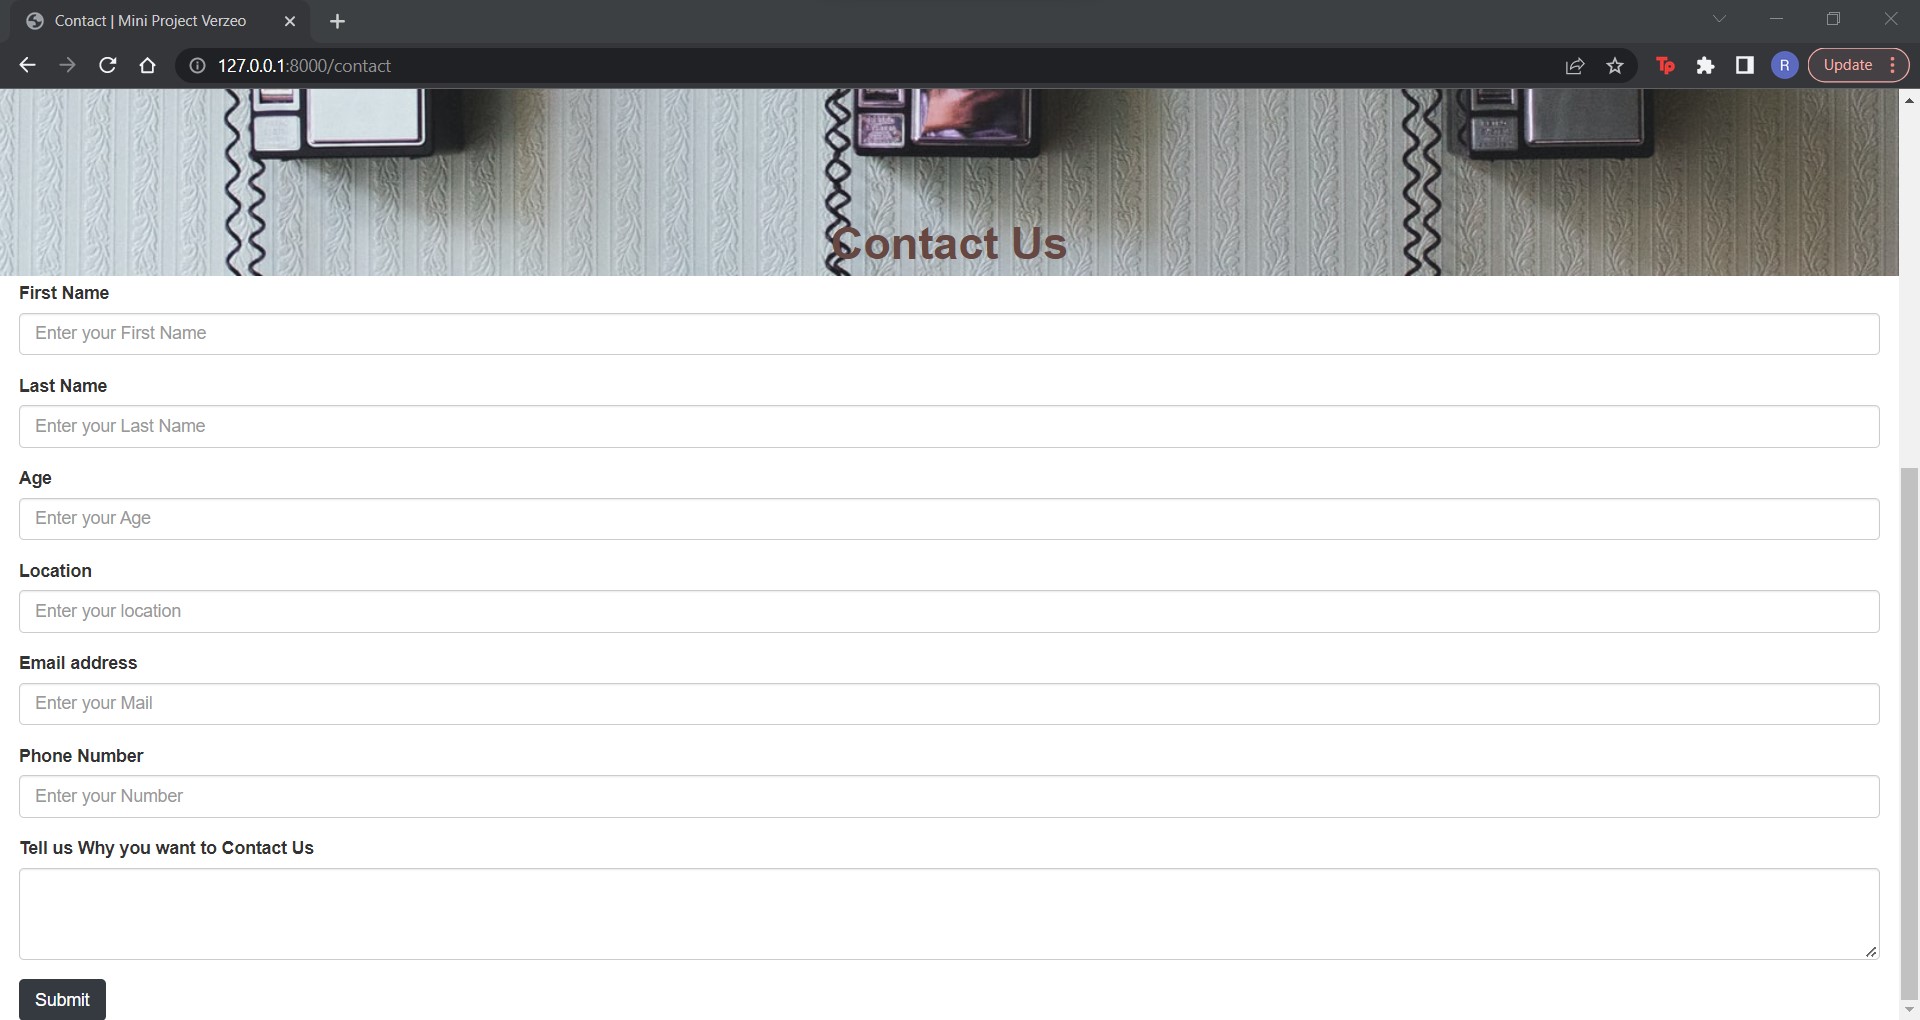 Contact | Mini Project Verzeo
127.0.0.1:8000/contact
Tp
R
Update
Contact Us
First Name
Enter your First Name
Last Name
Enter your Last Name
Age
Enter your Age
Location
Enter your location
Email address
Enter your Mail
Phone Number
Enter your Number
Tell us Why you want to Contact Us
Submit